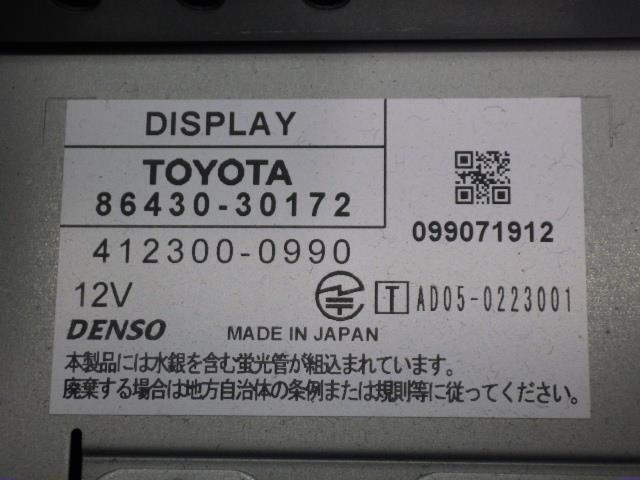 DISPLAY
TOYOTA
86430-30172
099071912
412300-0990
12V
T AD05-0223001
DENSO
MADE IN JAPAN
本製品には水銀を含む蛍光管が組込まれています。
廃棄する場合は地方自治体の条例または規則等に従ってください。